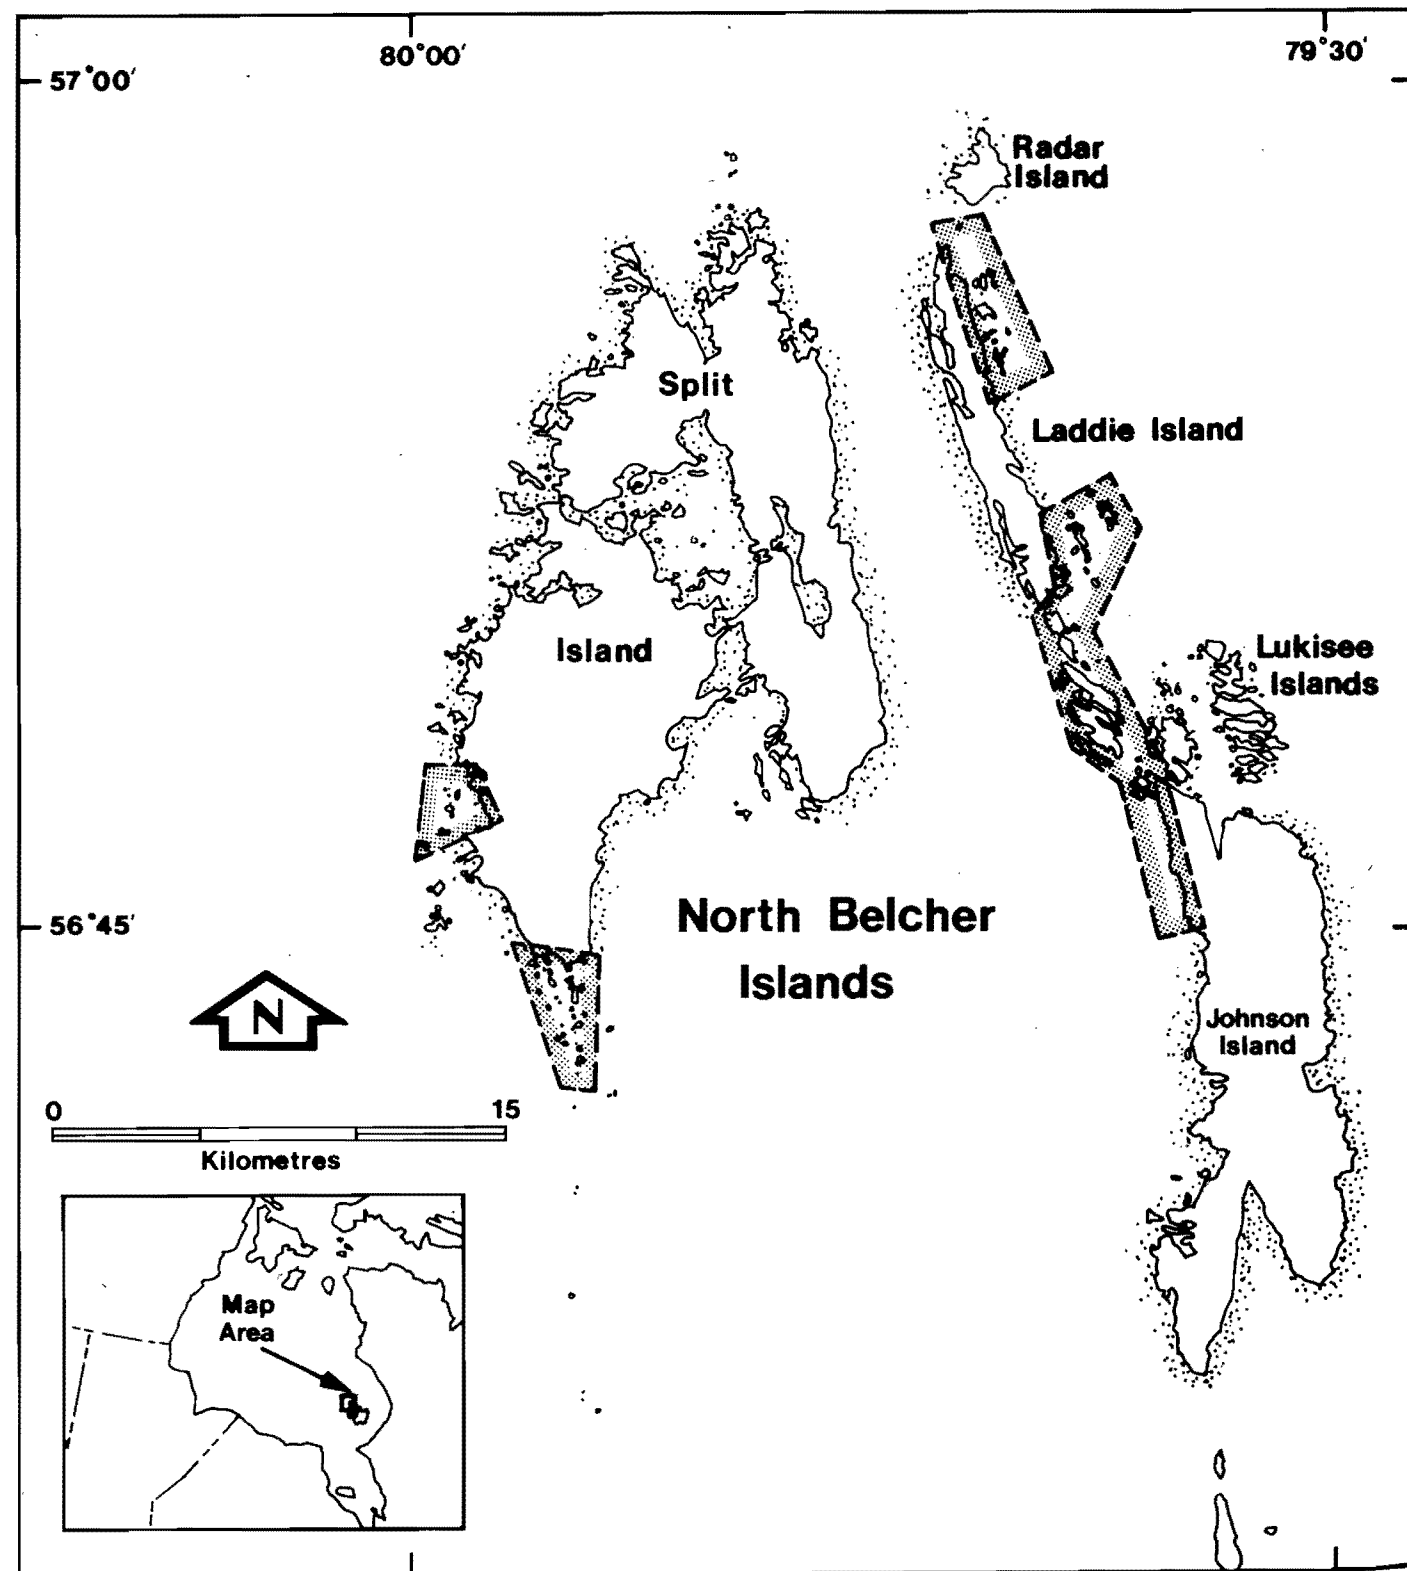 80°00'
79°30'
57°00'
Radar
Island
Split
Laddie Island
Island
Lukisee
Islands
56°45'
North Belcher
Islands
N
Johnson
Island
0
15
Kilometres
Map
Area